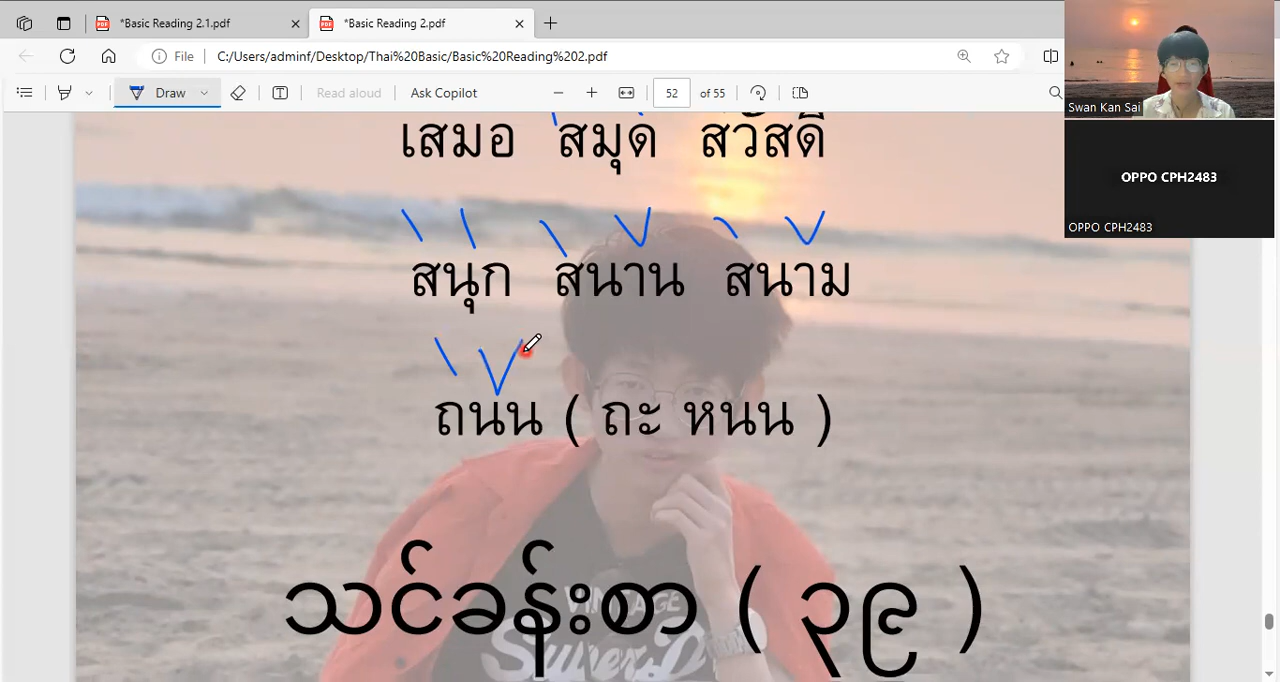 *Basic Reading 2.1.pdf
*Basic Reading 2.pdf
File
C:/Users/adminf/Desktop/Thai%20Basic/Basic%20Reading%202.pdf
Draw
Read aloud
Ask Copilot
52
of 55
Swan Kan Sai
OPPO CPH2483
OPPO CPH2483
เสมอ สมุด สวัสดี
สนุก สนาน สนาม
ถนน ( ถะ หนน )
VINTAGE
Super
သင်ခန်းစာ ( ၃၉ )